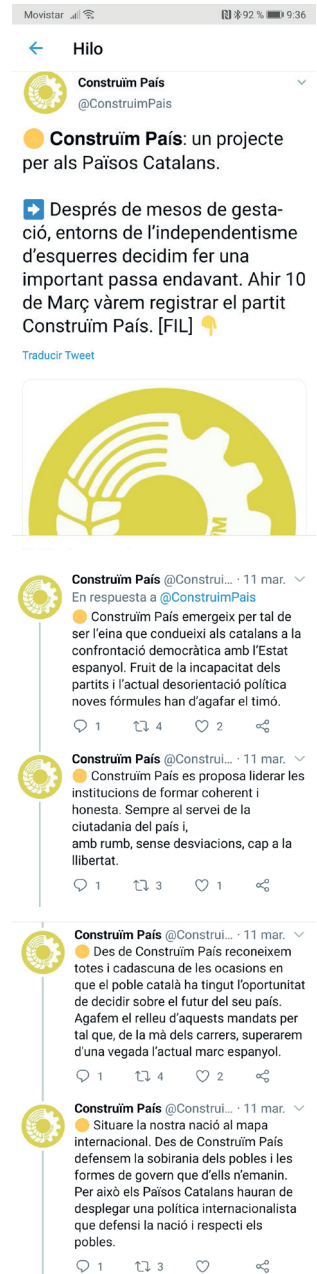 Movistar 92 % 9:36
Hilo
Construïm País
@ConstruimPais
Construïm País: un projecte
per als Països Catalans.
Després de mesos de gesta-
ció, entorns de l'independentisme
d'esquerres decidim fer una
important passa endavant. Ahir 10
de Març vàrem registrar el partit
Construïm País. [FIL]
Traducir Tweet
Construïm País @Construi... · 11 mar.
En respuesta a @ConstruimPais
Construïm País emergeix per tal de
ser l'eina que condueixi als catalans a la
confrontació democràtica amb l'Estat
espanyol. Fruit de la incapacitat dels
partits i l'actual desorientació política
noves fórmules han d'agafar el timó.
1 4 2
Construïm País @Construi... · 11 mar.
Construïm País es proposa liderar les
institucions de formar coherent i
honesta. Sempre al servei de la
ciutadania del país i,
amb rumb, sense desviacions, cap a la
llibertat.
1 3 1
Construïm País @Construi... · 11 mar.
Des de Construïm País reconeixem
totes i cadascuna de les ocasions en
que el poble català ha tingut l'oportunitat
de decidir sobre el futur del seu país.
Agafem el relleu d'aquests mandats per
tal que, de la mà dels carrers, superarem
d'una vegada l'actual marc espanyol.
1 4 2
Construïm País @Construi... · 11 mar.
Situare la nostra nació al mapa
internacional. Des de Construïm País
defensem la sobirania dels pobles i les
formes de govern que d'ells n'emanin.
Per això els Països Catalans hauran de
desplegar una política internacionalista
que defensi la nació i respecti els
pobles.
1 3